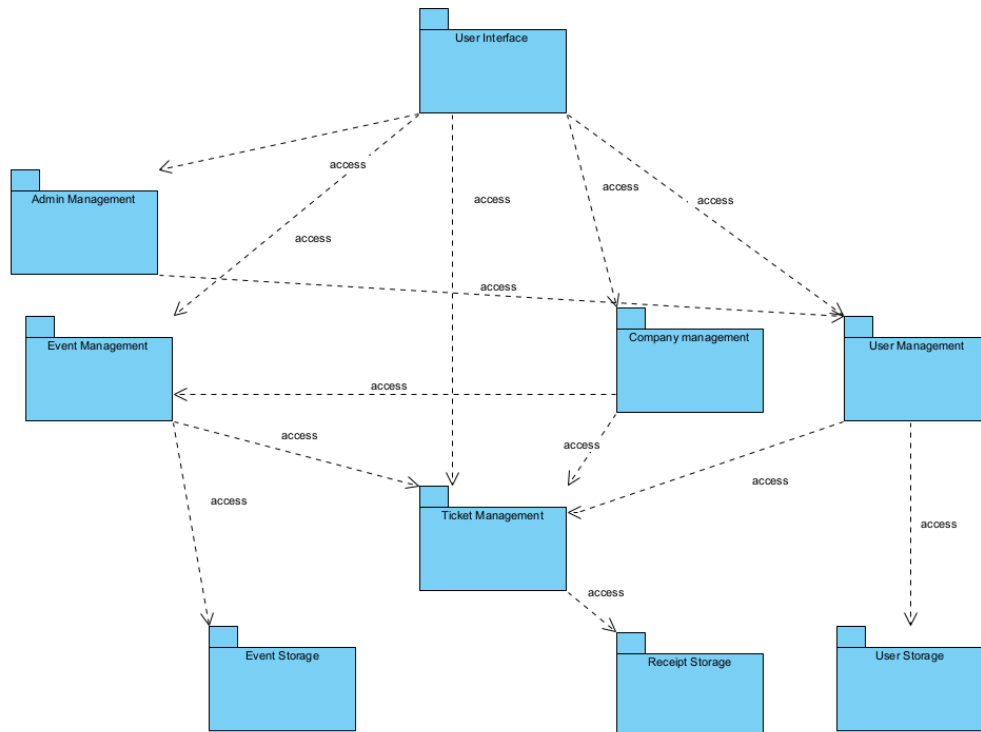 User Interface
access
access
access
access
access
Admin Management
access
Event Management
Company management
User Management
access
access
access
access
access
access
Ticket Management
access
Event Storage
Receipt Storage
User Storage